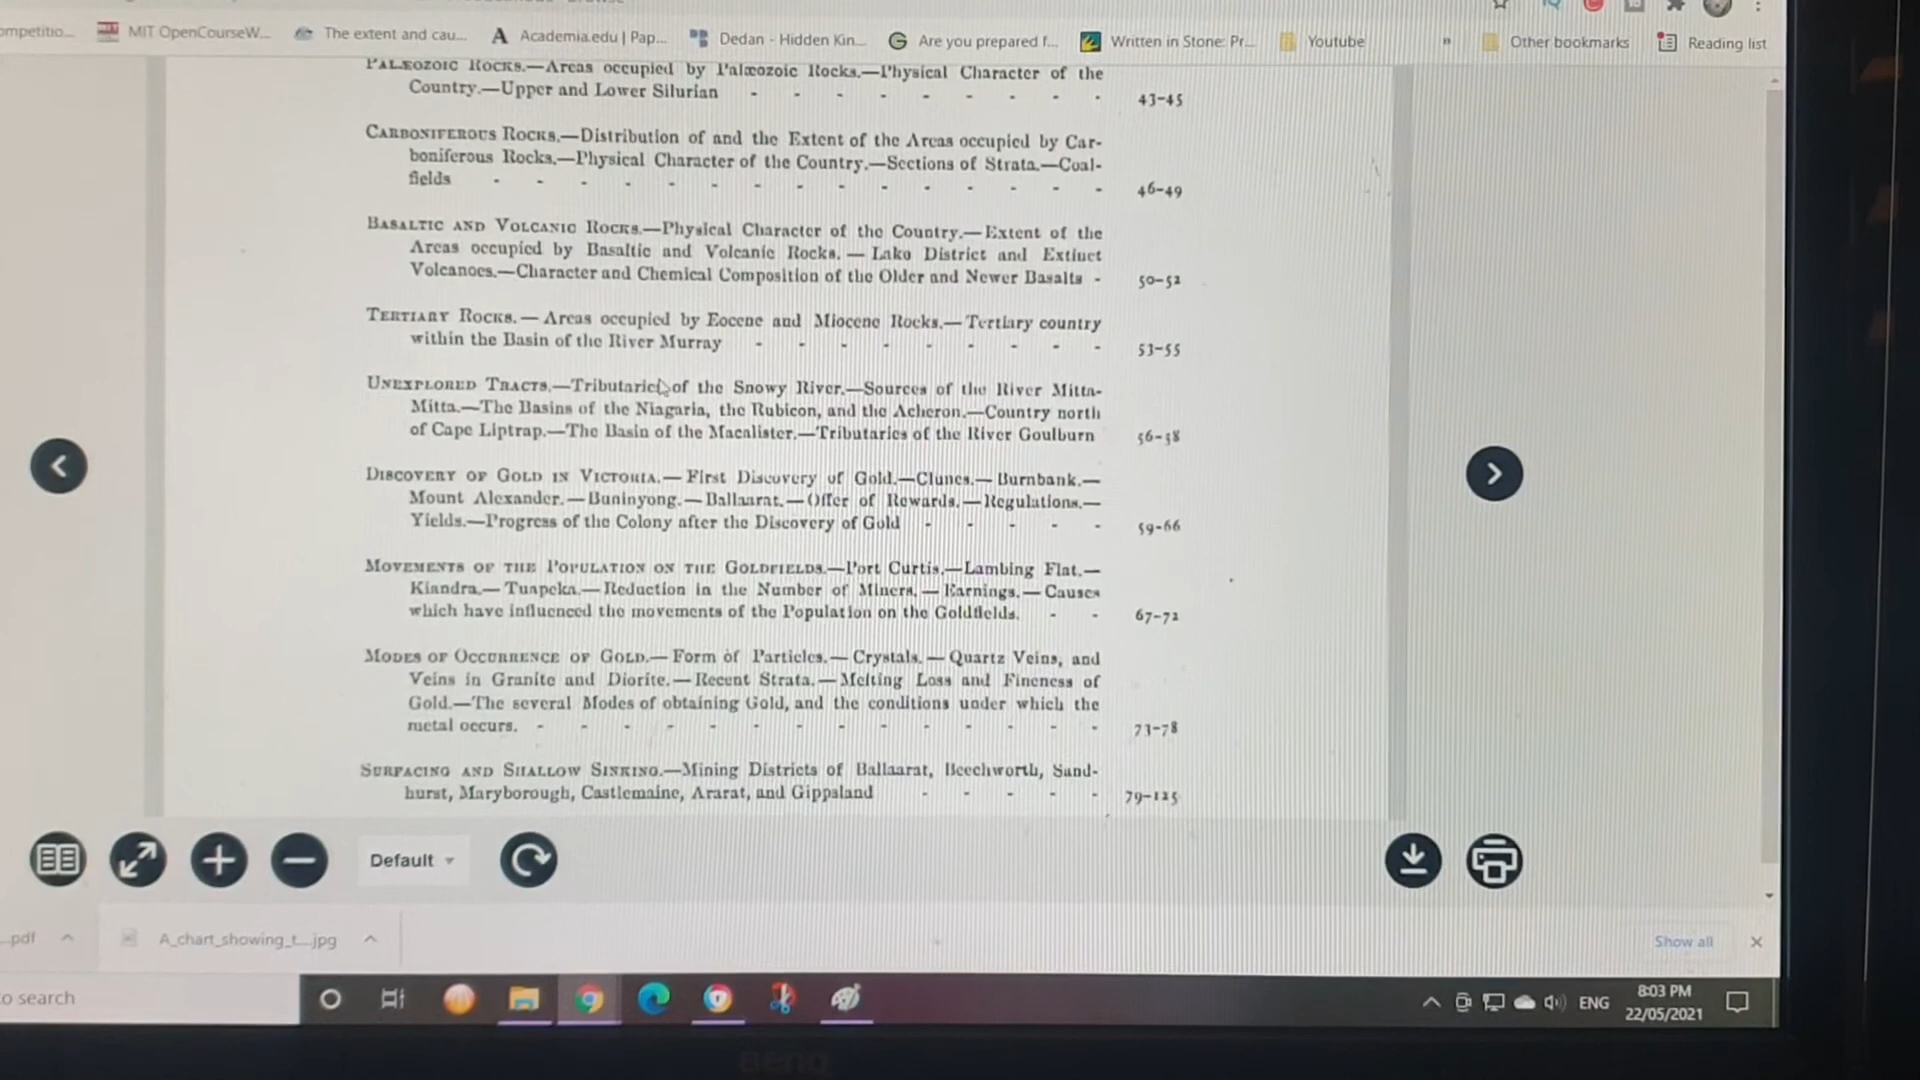 ompetitio...
MIT OpenCourseW...
The extent and cau...
Academia.edu | Pap...
Dedan - Hidden Kin...
Are you prepared f...
Written in Stone: Pr...
Youtube
»
Other bookmarks
Reading list
PALÆOZOIC ROCKS.—Areas occupied by Palæozoic Rocks.—Physical Character of the
Country.—Upper and Lower Silurian - - - - - - - - - 43-45
CARBONIFEROUS ROCKS.—Distribution of and the Extent of the Areas occupied by Car-
boniferous Rocks.—Physical Character of the Country.—Sections of Strata.—Coal-
fields - - - - - - - - - - - - - - - 46-49
BASALTIC AND VOLCANIC ROCKS.—Physical Character of the Country.—Extent of the
Areas occupied by Basaltic and Volcanic Rocks. — Lake District and Extinct
Volcanoes.—Character and Chemical Composition of the Older and Newer Basalts - 50-52
TERTIARY ROCKS. — Areas occupied by Eocene and Miocene Rocks.—Tertiary country
within the Basin of the River Murray - - - - - - - - - 53-55
UNEXPLORED TRACTS.—Tributaries of the Snowy River.—Sources of the River Mitta-
Mitta.—The Basins of the Niagaria, the Rubicon, and the Acheron.—Country north
of Cape Liptrap.—The Basin of the Macalister.—Tributaries of the River Goulburn 56-58
DISCOVERY OF GOLD IN VICTORIA.— First Discovery of Gold.—Clunes.— Burnbank.—
Mount Alexander.— Buninyong.— Ballaarat.— Offer of Rewards.— Regulations.—
Yields.—Progress of the Colony after the Discovery of Gold - - - - - 59-66
MOVEMENTS OF THE POPULATION ON THE GOLDFIELDS.—Port Curtis.—Lambing Flat.—
Kiandra.— Tuapeka.— Reduction in the Number of Miners. — Earnings. — Causes
which have influenced the movements of the Population on the Goldfields. - - 67-72
MODES OF OCCURRENCE OF GOLD.— Form of Particles.— Crystals. — Quartz Veins, and
Veins in Granite and Diorite. — Recent Strata. — Melting Loss and Fineness of
Gold.—The several Modes of obtaining Gold, and the conditions under which the
metal occurs. - - - - - - - - - - - - - - 73-78
SURFACING AND SHALLOW SINKING.—Mining Districts of Ballaarat, Beechworth, Sand-
hurst, Maryborough, Castlemaine, Ararat, and Gippsland - - - - - 79-125
Default
...pdf
A_chart_showing_t....jpg
Show all
o search
ENG
8:03 PM
22/05/2021
BenQ